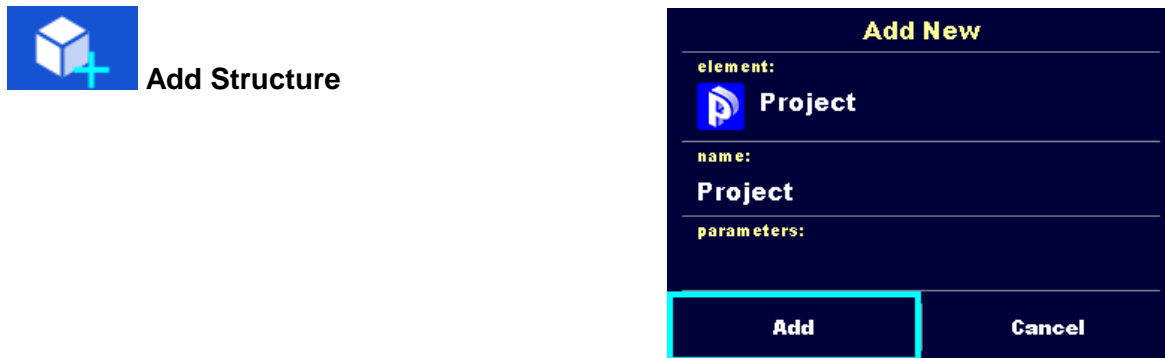 Add Structure
Add New
element:
Project
name:
Project
parameters:
Add
Cancel